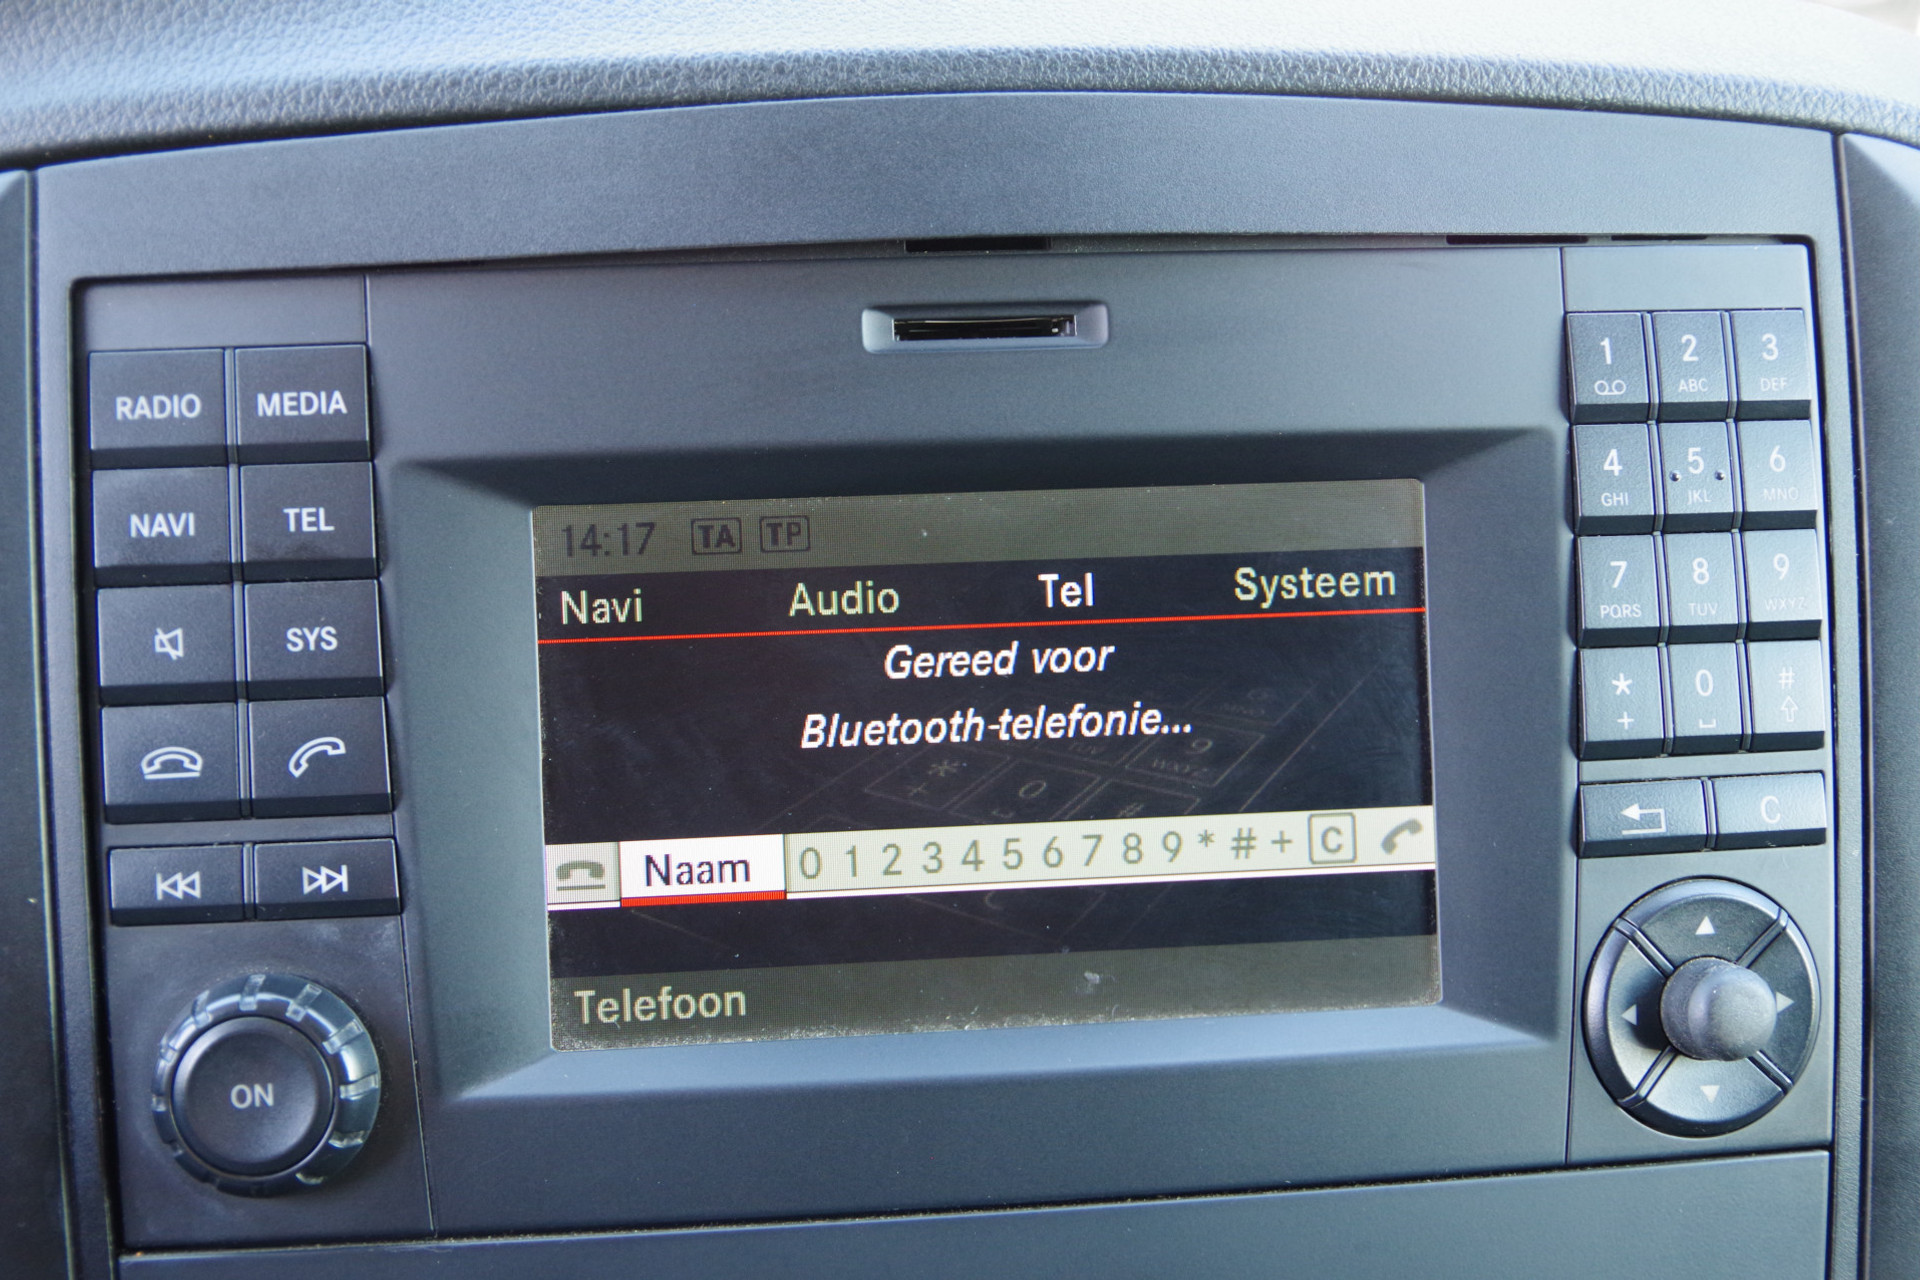 RADIO MEDIA
NAVI TEL
SYS
ON
14:17 TA TP
Navi Audio Tel Systeem
Gereed voor
Bluetooth-telefonie...
Naam 0 1 2 3 4 5 6 7 8 9 * # + C
Telefoon
1 2 3
ABC DEF
4 5 6
GHI JKL MNO
7 8 9
PQRS TUV WXYZ
* 0 #
+
C